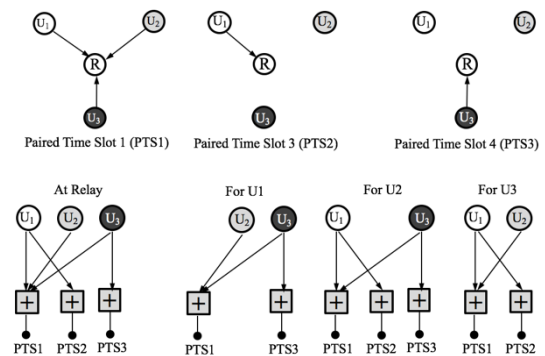 U1 U2 U1 U2 U1 U2
R R R
U3 U3 U3
Paired Time Slot 1 (PTS1) Paired Time Slot 3 (PTS2) Paired Time Slot 4 (PTS3)
At Relay For U1 For U2 For U3
U1 U2 U3 U2 U3 U1 U3 U1 U2
+ + + + + + + + + +
PTS1 PTS2 PTS3 PTS1 PTS3 PTS1 PTS2 PTS3 PTS1 PTS2